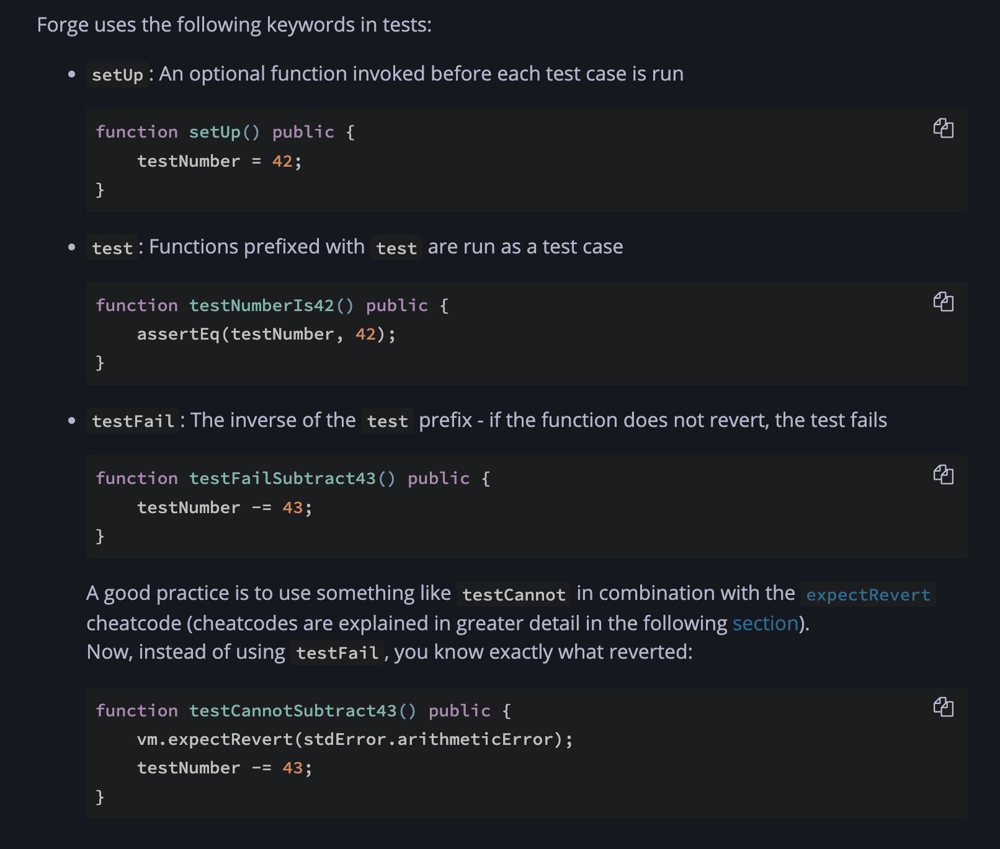 Forge uses the following keywords in tests:
• setUp: An optional function invoked before each test case is run
function setUp() public {
    testNumber = 42;
}
• test: Functions prefixed with test are run as a test case
function testNumberIs42() public {
    assertEq(testNumber, 42);
}
• testFail: The inverse of the test prefix - if the function does not revert, the test fails
function testFailSubtract43() public {
    testNumber -= 43;
}
A good practice is to use something like testCannot in combination with the expectRevert
cheatcode (cheatcodes are explained in greater detail in the following section).
Now, instead of using testFail, you know exactly what reverted:
function testCannotSubtract43() public {
    vm.expectRevert(stdError.arithmeticError);
    testNumber -= 43;
}